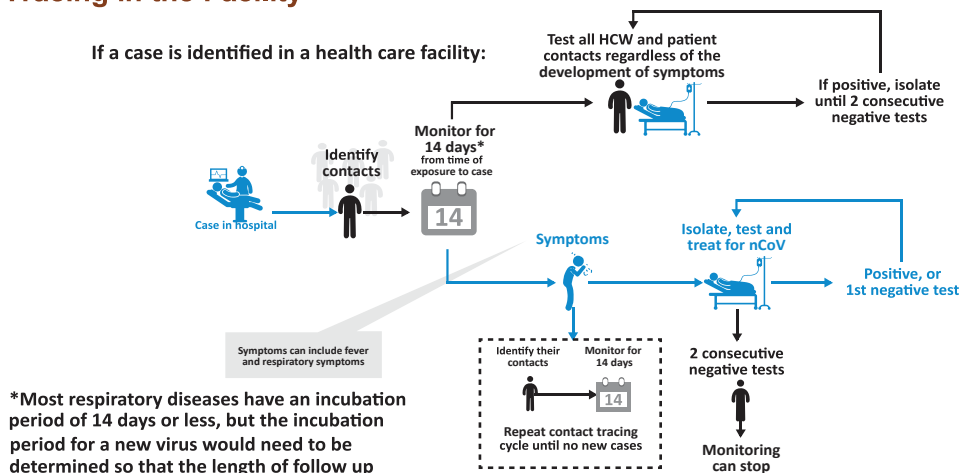 Tracing in the Facility
If a case is identified in a health care facility:
Test all HCW and patient
contacts regardless of the
development of symptoms
If positive, isolate
until 2 consecutive
negative tests
Monitor for
14 days*
from time of
exposure to case
14
Identify
contacts
Case in hospital
Symptoms
Isolate, test and
treat for nCoV
Positive, or
1st negative test
Symptoms can include fever
and respiratory symptoms
Identify their
contacts
Monitor for
14 days
14
Repeat contact tracing
cycle until no new cases
2 consecutive
negative tests
Monitoring
can stop
*Most respiratory diseases have an incubation
period of 14 days or less, but the incubation
period for a new virus would need to be
determined so that the length of follow up